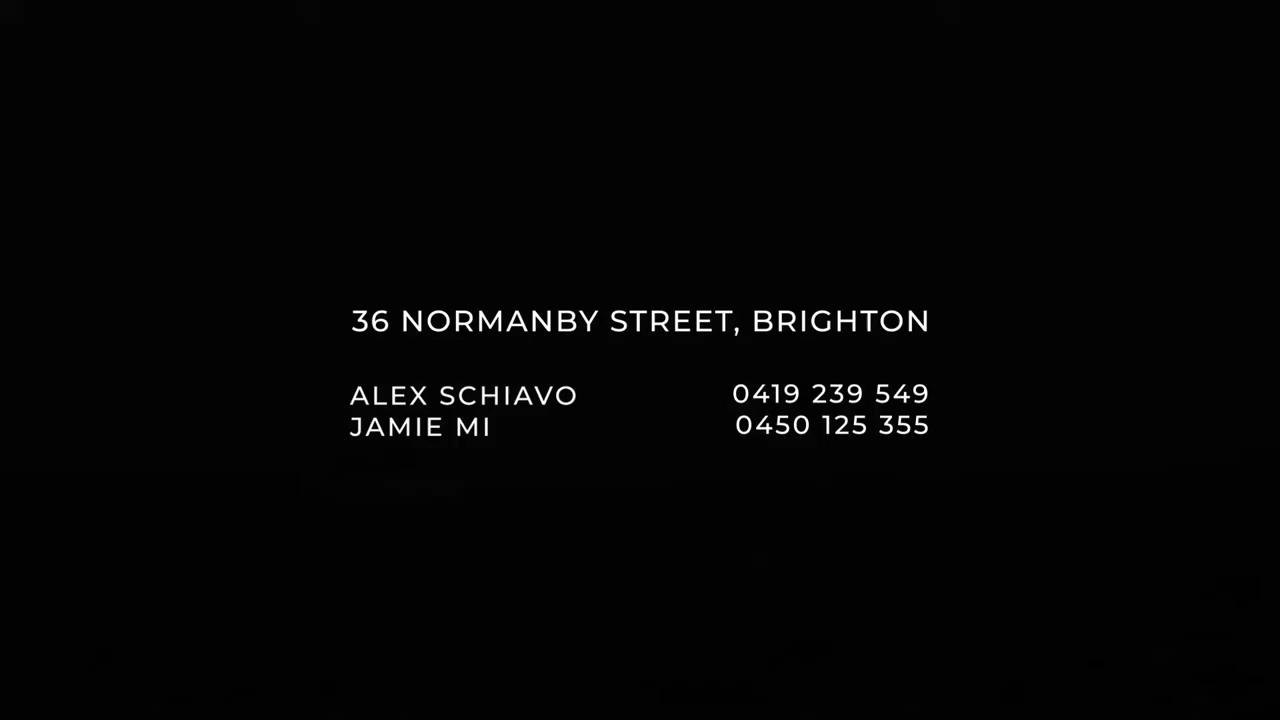 36 NORMANBY STREET, BRIGHTON
ALEX SCHIAVO 0419 239 549
JAMIE MI 0450 125 355